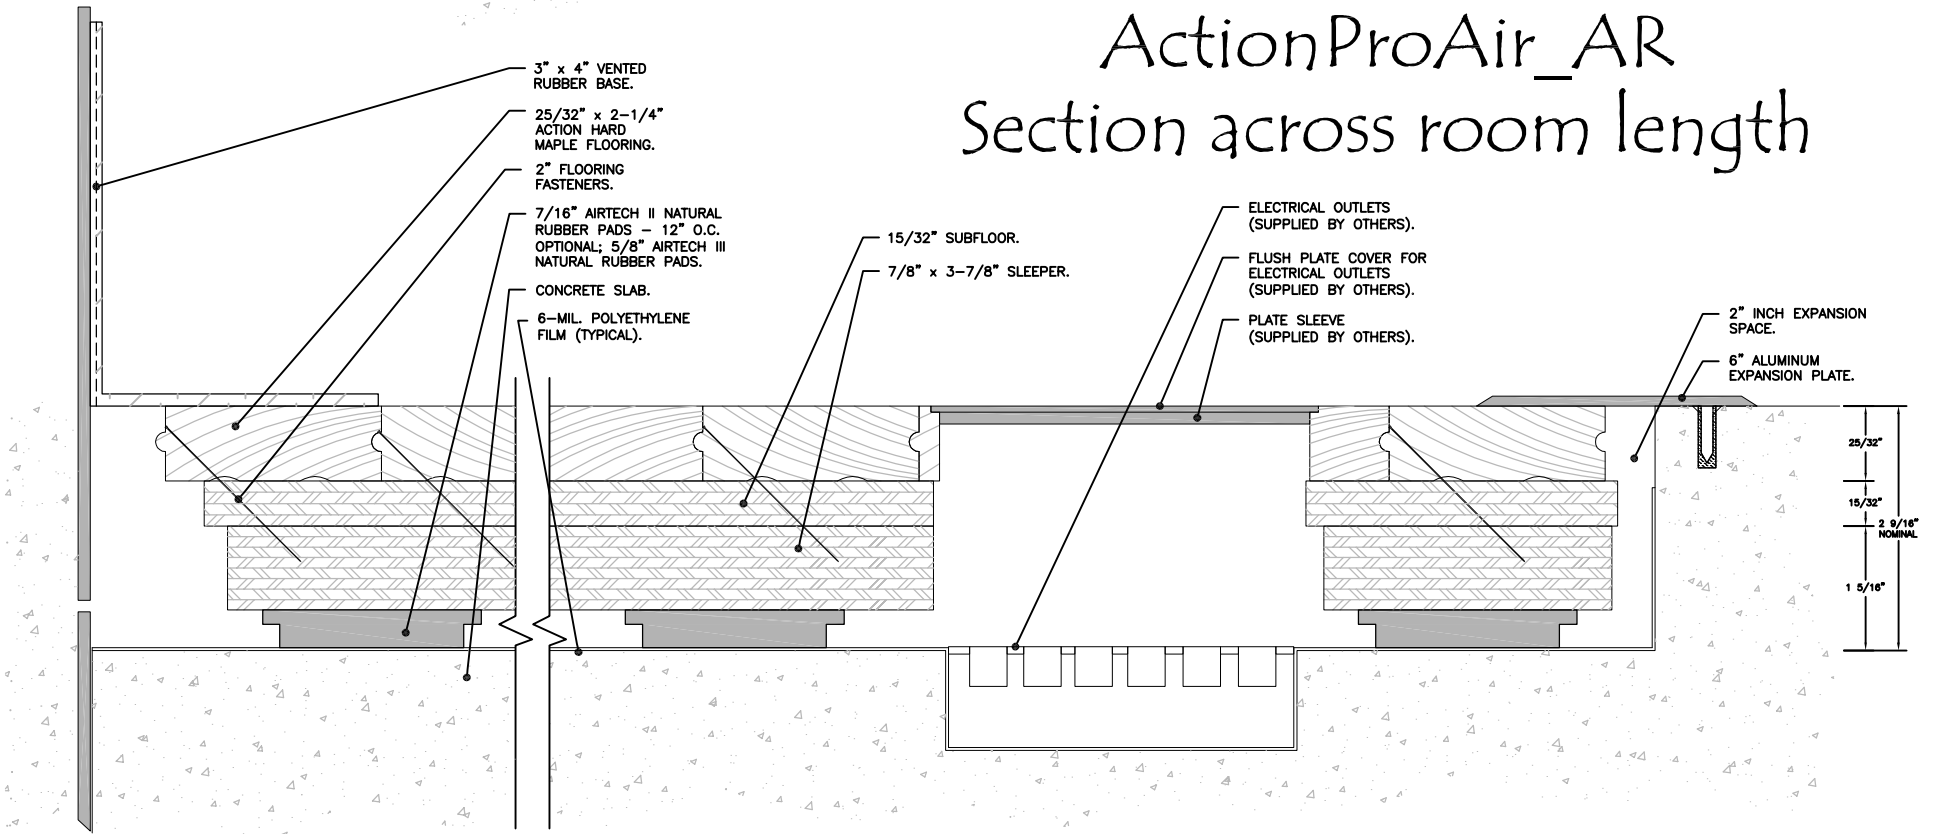 ActionProAir_AR
Section across room length
3" x 4" VENTED
RUBBER BASE.
25/32" x 2-1/4"
ACTION HARD
MAPLE FLOORING.
2" FLOORING
FASTENERS.
7/16" AIRTECH II NATURAL
RUBBER PADS - 12" O.C.
OPTIONAL; 5/8" AIRTECH III
NATURAL RUBBER PADS.
CONCRETE SLAB.
6-MIL. POLYETHYLENE
FILM (TYPICAL).
15/32" SUBFLOOR.
7/8" x 3-7/8" SLEEPER.
ELECTRICAL OUTLETS
(SUPPLIED BY OTHERS).
FLUSH PLATE COVER FOR
ELECTRICAL OUTLETS
(SUPPLIED BY OTHERS).
PLATE SLEEVE
(SUPPLIED BY OTHERS).
2" INCH EXPANSION
SPACE.
6" ALUMINUM
EXPANSION PLATE.
25/32"
15/32"
2 9/16"
NOMINAL
1 5/16"